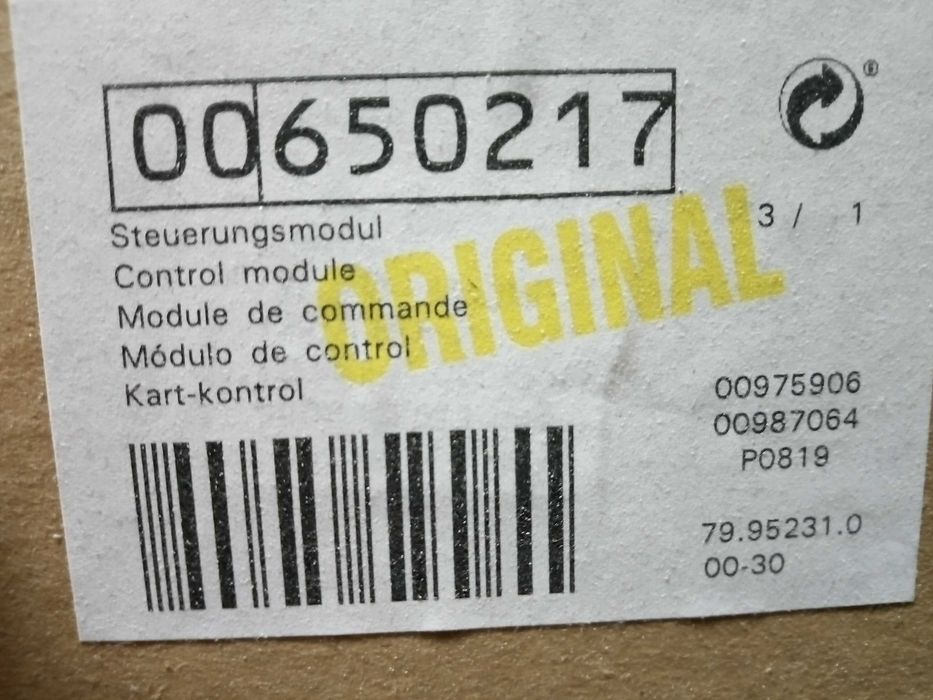 00650217
®
3 / 1
Steuerungsmodul
Control module
Module de commande
Módulo de control
Kart-kontrol
ORIGINAL
00975906
00987064
P0819
79.95231.0
00-30